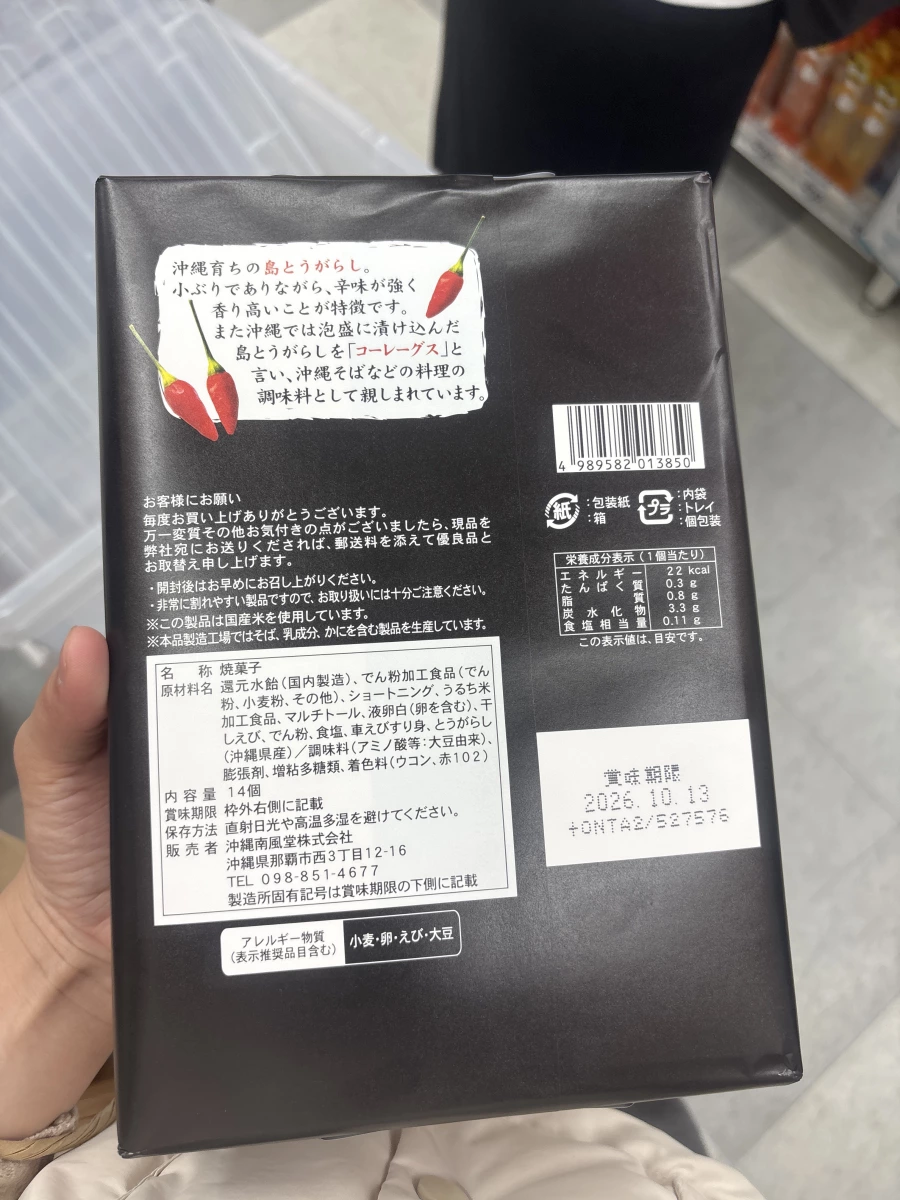 沖縄育ちの島とうがらし。
小ぶりでありながら、辛味が強く
香り高いことが特徴です。
また沖縄では泡盛に漬け込んだ
島とうがらしを「コーレーグス」と
言い、沖縄そばなどの料理の
調味料として親しまれています。
4 989582 013850
紙
：包装紙
：箱
プラ
：内袋
：トレイ
：個包装
お客様にお願い
毎度お買い上げありがとうございます。
万一変質その他お気付きの点がございましたら、現品を
弊社宛にお送りくだされば、郵送料を添えて優良品と
お取替え申し上げます。
・開封後はお早めにお召し上がりください。
・非常に割れやすい製品ですので、お取り扱いには十分ご注意ください。
※この製品は国産米を使用しています。
※本品製造工場ではそば、乳成分、かにを含む製品を生産しています。
栄養成分表示（1個当たり）
エネルギー 22 kcal
たんぱく質 0.3 g
脂質 0.8 g
炭水化物 3.3 g
食塩相当量 0.11 g
この表示値は、目安です。
名称 焼菓子
原材料名 還元水飴（国内製造）、でん粉加工食品（でん
粉、小麦粉、その他）、ショートニング、うるち米
加工食品、マルチトール、液卵白（卵を含む）、干
しえび、でん粉、食塩、車えびすり身、とうがらし
（沖縄県産）／調味料（アミノ酸等：大豆由来）、
膨張剤、増粘多糖類、着色料（ウコン、赤102）
内容量 14個
賞味期限 枠外右側に記載
保存方法 直射日光や高温多湿を避けてください。
販売者 沖縄南風堂株式会社
沖縄県那覇市西3丁目12-16
TEL 098-851-4677
製造所固有記号は賞味期限の下側に記載
賞味期限
2026.10.13
+ONTA2/527576
アレルギー物質
（表示推奨品目含む）
小麦・卵・えび・大豆